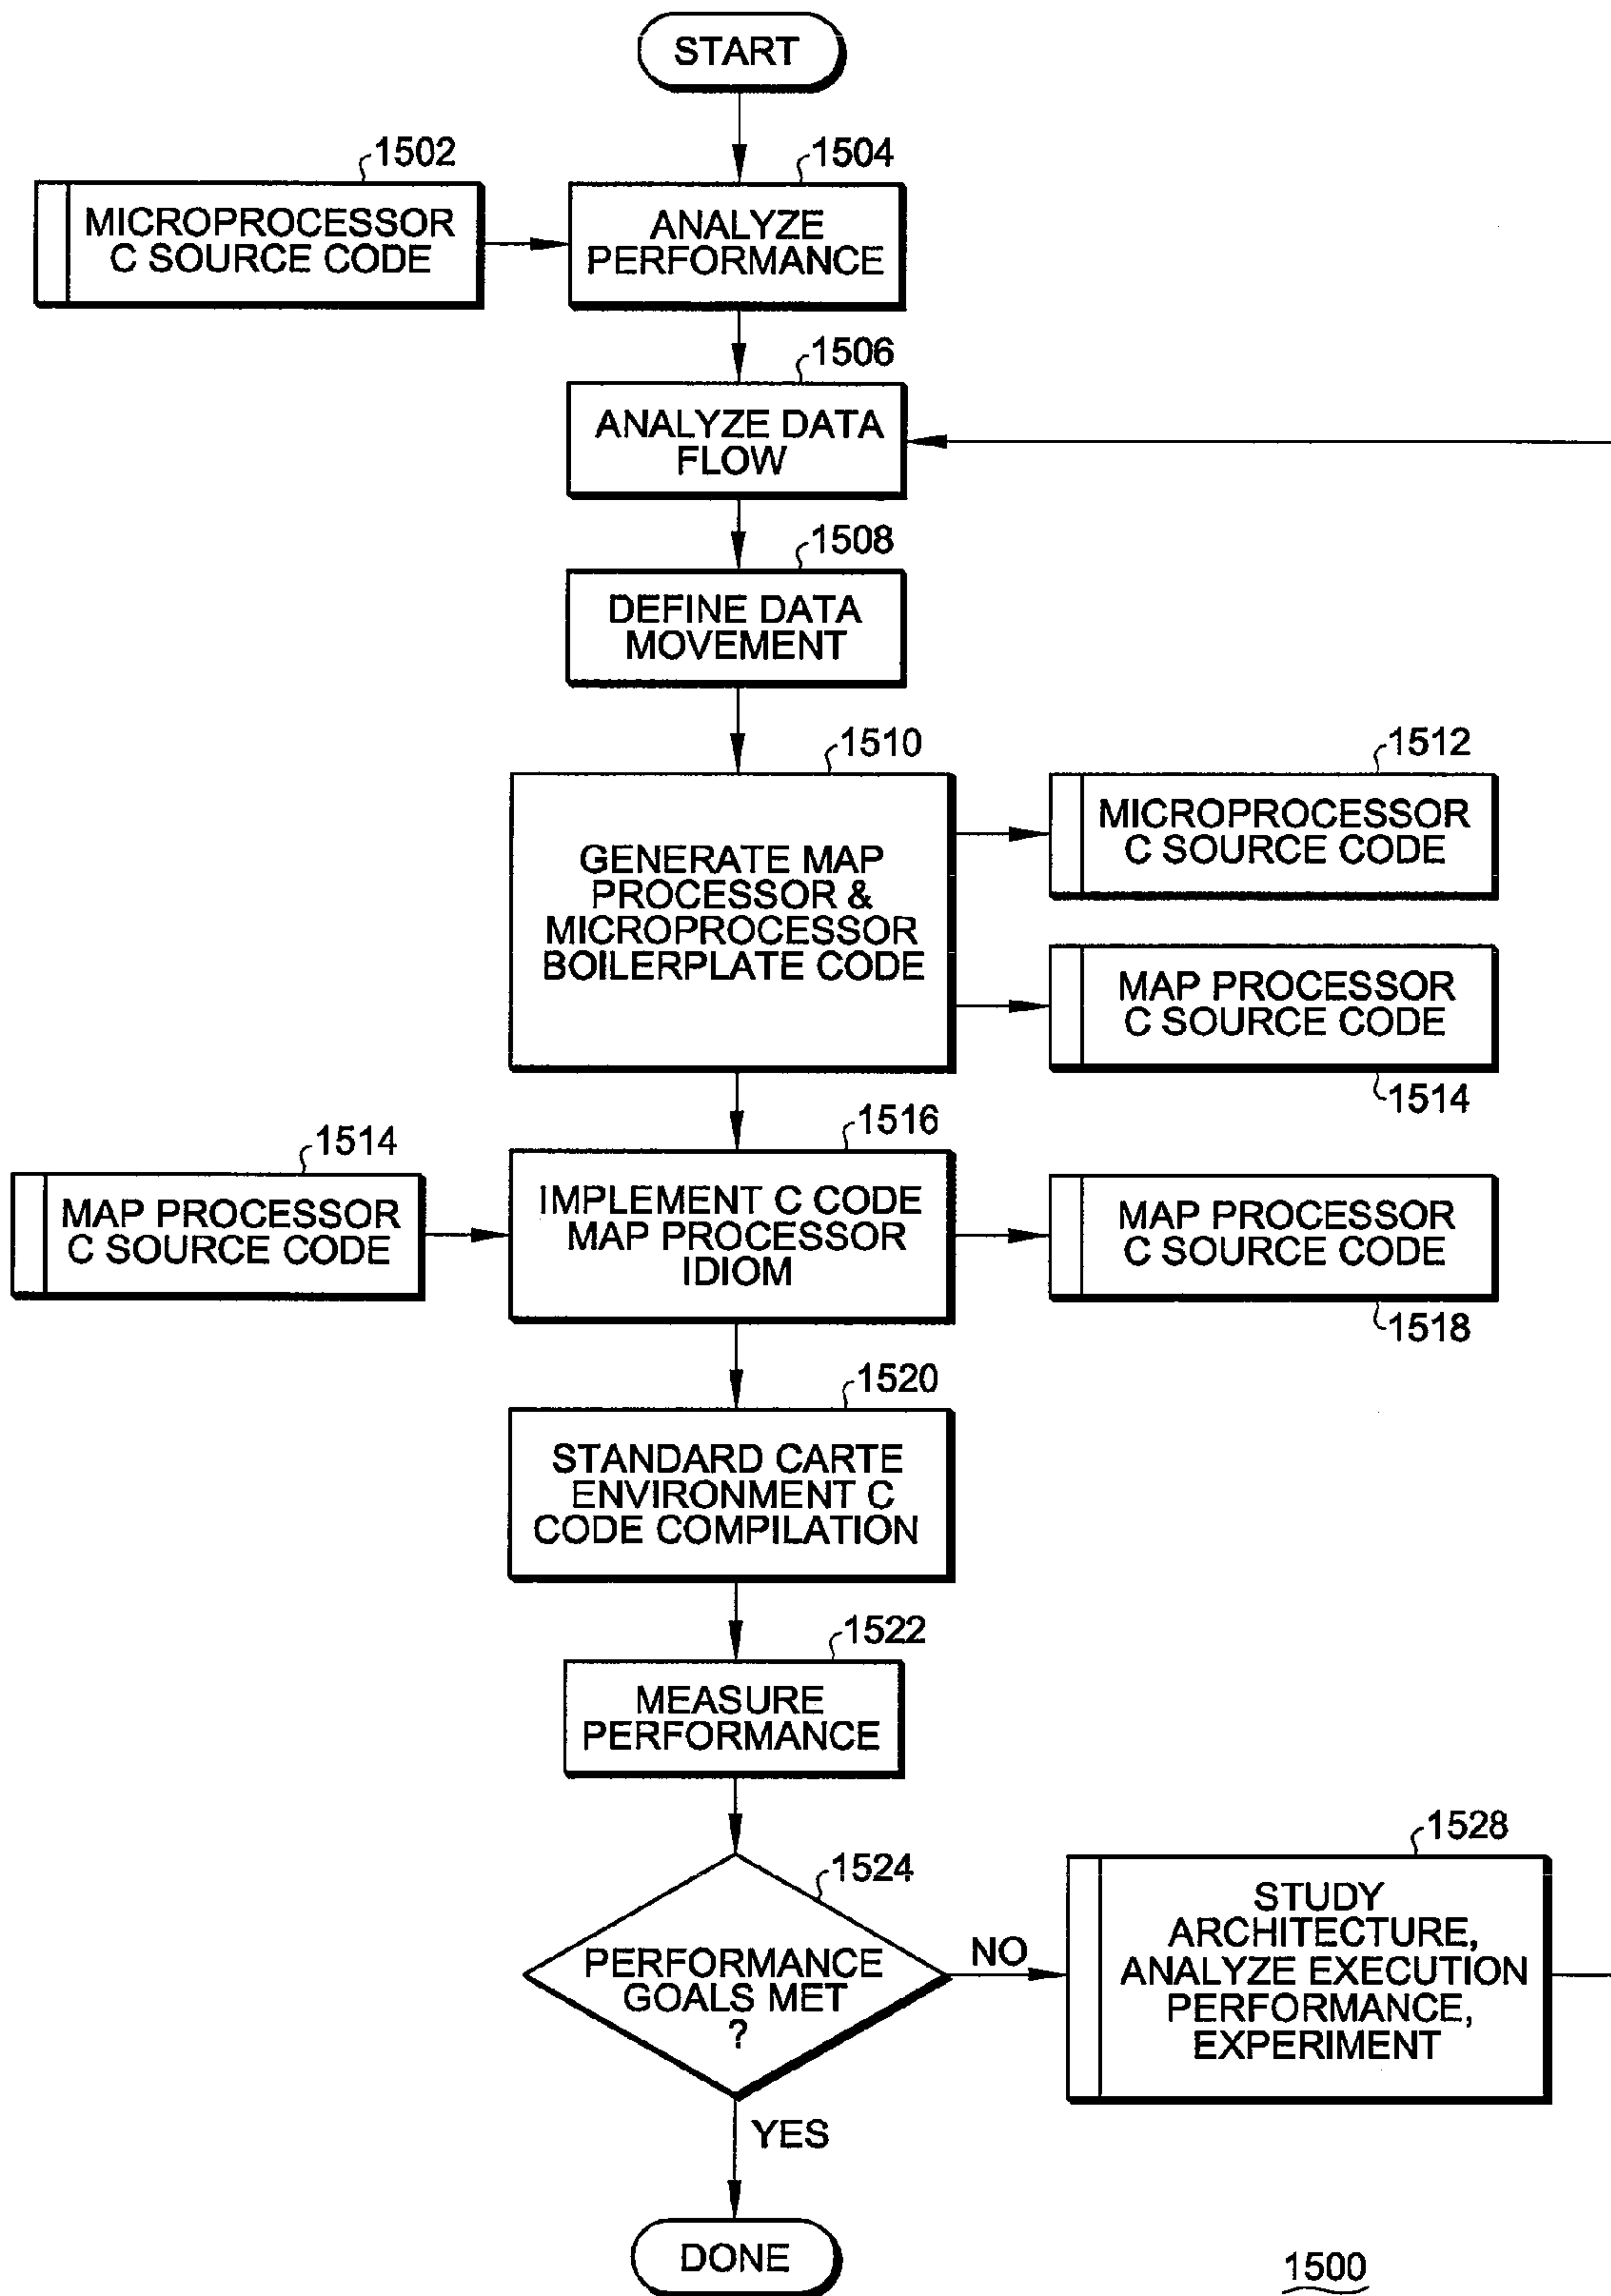 START
1502
MICROPROCESSOR
C SOURCE CODE
1504
ANALYZE
PERFORMANCE
1506
ANALYZE DATA
FLOW
1508
DEFINE DATA
MOVEMENT
1510
GENERATE MAP
PROCESSOR &
MICROPROCESSOR
BOILERPLATE CODE
1512
MICROPROCESSOR
C SOURCE CODE
MAP PROCESSOR
C SOURCE CODE
1514
1514
MAP PROCESSOR
C SOURCE CODE
1516
IMPLEMENT C CODE
MAP PROCESSOR
IDIOM
MAP PROCESSOR
C SOURCE CODE
1518
1520
STANDARD CARTE
ENVIRONMENT C
CODE COMPILATION
1522
MEASURE
PERFORMANCE
1524
PERFORMANCE
GOALS MET
?
NO
1528
STUDY
ARCHITECTURE,
ANALYZE EXECUTION
PERFORMANCE,
EXPERIMENT
YES
DONE
1500